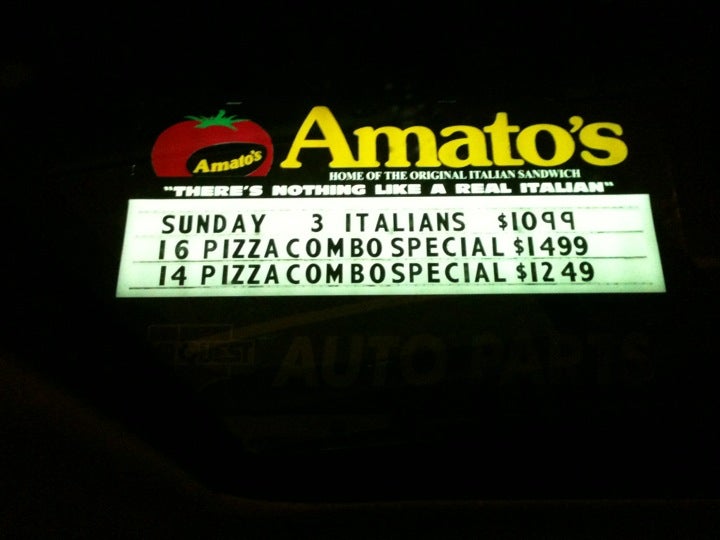 Amato's
Amato's
HOME OF THE ORIGINAL ITALIAN SANDWICH
"THERE'S NOTHING LIKE A REAL ITALIAN"
SUNDAY 3 ITALIANS $1099
16 PIZZA COMBO SPECIAL $1499
14 PIZZA COMBO SPECIAL $1249
QUEST
AUTO PARTS